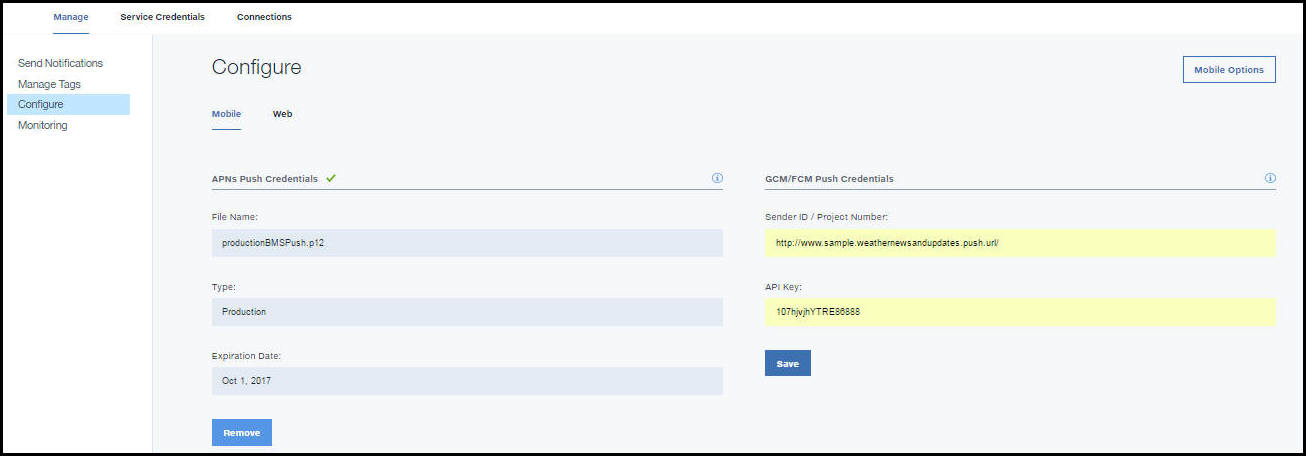 Manage Service Credentials Connections
Send Notifications
Manage Tags
Configure
Monitoring
Configure
Mobile Options
Mobile Web
APNs Push Credentials
File Name:
productionBMSPush.p12
Type:
Production
Expiration Date:
Oct 1, 2017
Remove
GCM/FCM Push Credentials
Sender ID / Project Number:
http://www.sample.weathernewsandupdates.push.url/
API Key:
107hjvjhYTRE86888
Save